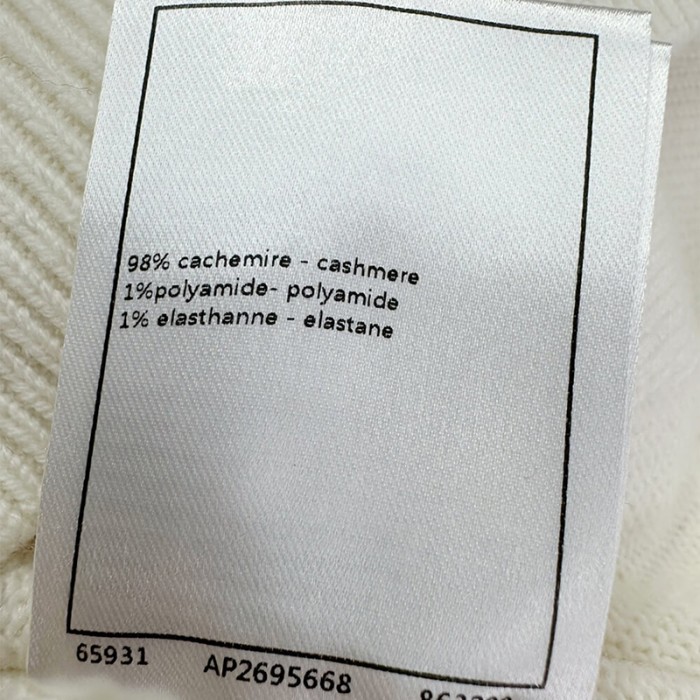 98% cachemire - cashmere
1%polyamide- polyamide
1% elasthanne - elastane
65931 AP2695668